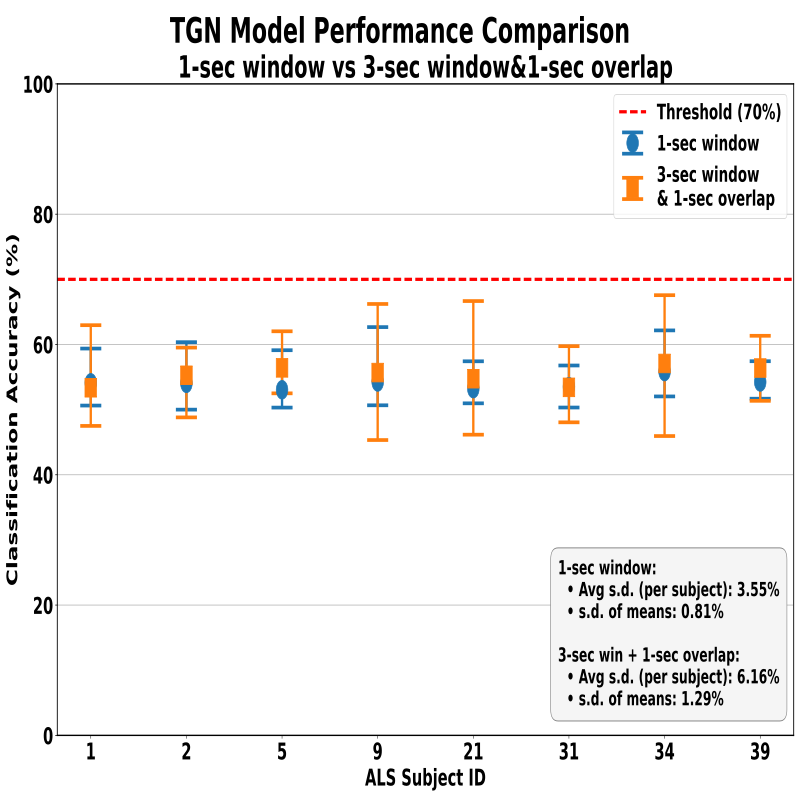 TGN Model Performance Comparison
1-sec window vs 3-sec window&1-sec overlap
100
80
60
40
20
0
Classification Accuracy (%)
Threshold (70%)
1-sec window
3-sec window
& 1-sec overlap
1-sec window:
• Avg s.d. (per subject): 3.55%
• s.d. of means: 0.81%
3-sec win + 1-sec overlap:
• Avg s.d. (per subject): 6.16%
• s.d. of means: 1.29%
1 2 5 9 21 31 34 39
ALS Subject ID